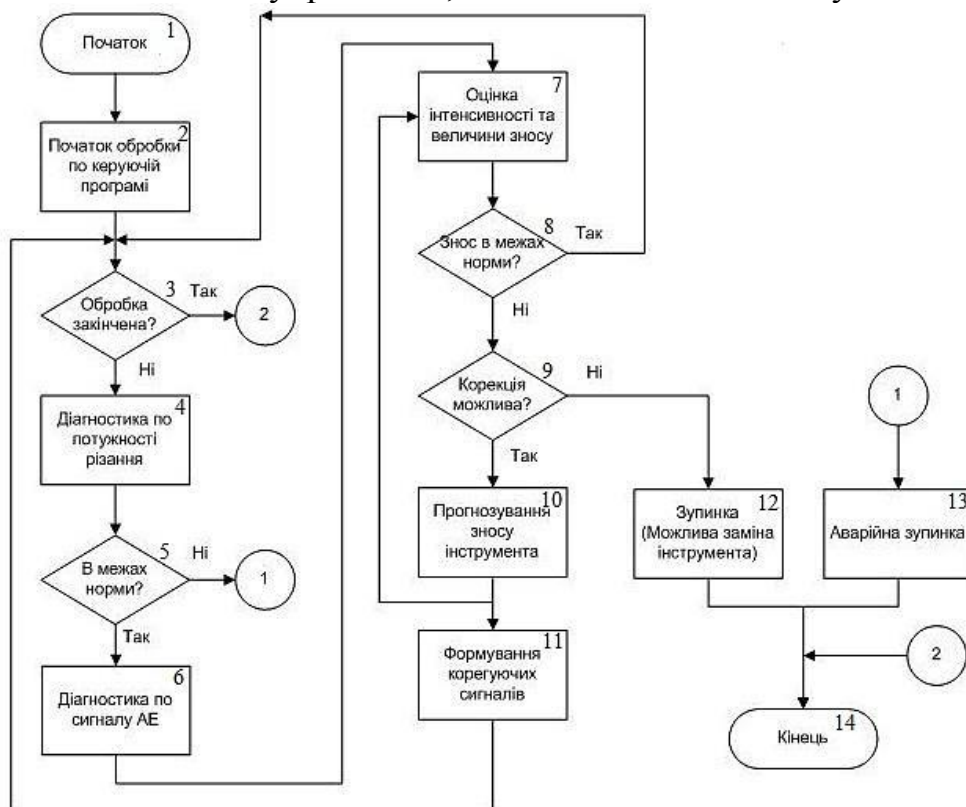 Початок
1
2
Початок обробки
по керуючій
програмі
3
Так
Обробка
закінчена?
2
Ні
4
Діагностика по
потужності
різання
5
Ні
В межах
норми?
1
Так
6
Діагностика по
сигналу АЕ
7
Оцінка
інтенсивності та
величини зносу
8
Так
Знос в межах
норми?
Ні
9
Ні
Корекція
можлива?
Так
10
Прогнозування
зносу
інструмента
11
Формування
корегуючих
сигналів
12
Зупинка
(Можлива заміна
інструмента)
1
13
Аварійна зупинка
2
14
Кінець